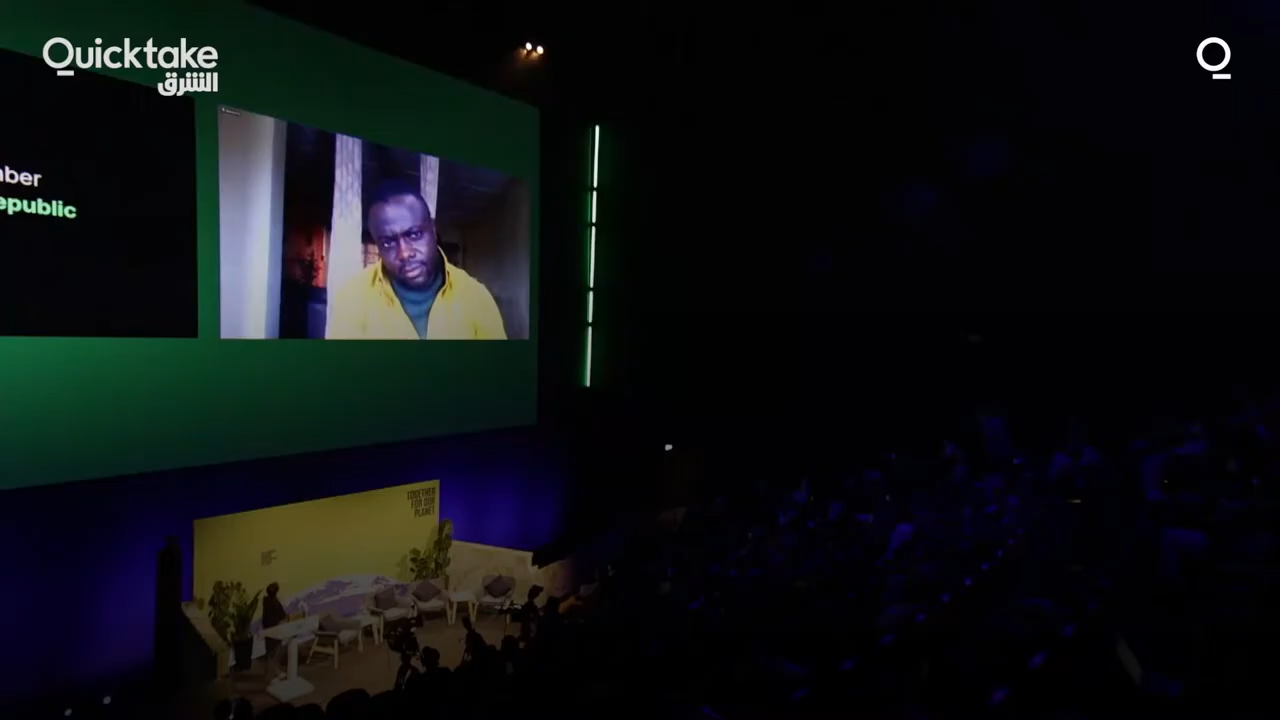 Quicktake
الشرق
mber
epublic
TOGETHER
FOR OUR
PLANET